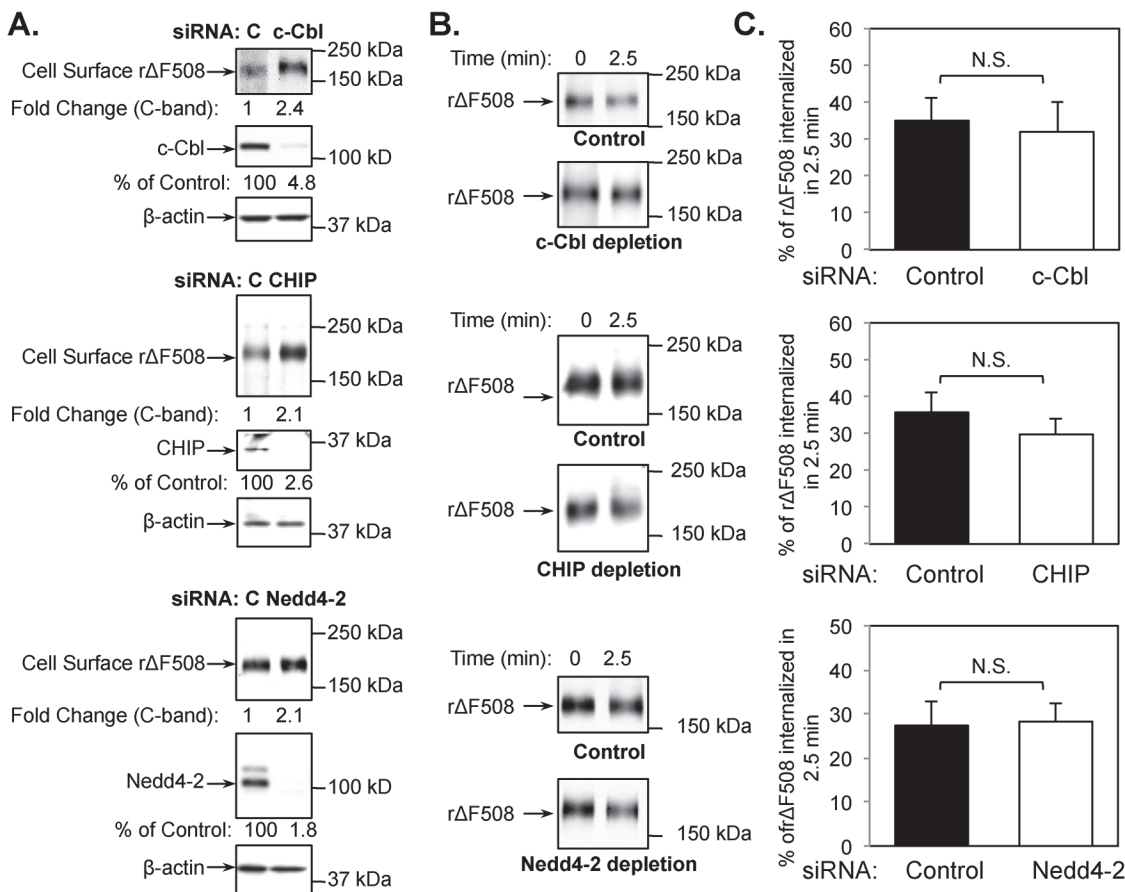 A.
siRNA: C c-Cbl
250 kDa
Cell Surface rΔF508
150 kDa
Fold Change (C-band): 1 2.4
c-Cbl
100 kD
% of Control: 100 4.8
β-actin
37 kDa
siRNA: C CHIP
250 kDa
Cell Surface rΔF508
150 kDa
Fold Change (C-band): 1 2.1
37 kDa
CHIP
% of Control: 100 2.6
β-actin
37 kDa
siRNA: C Nedd4-2
250 kDa
Cell Surface rΔF508
150 kDa
Fold Change (C-band): 1 2.1
Nedd4-2
100 kD
% of Control: 100 1.8
β-actin
37 kDa
B.
Time (min): 0 2.5
250 kDa
rΔF508
150 kDa
Control
250 kDa
rΔF508
150 kDa
c-Cbl depletion
Time (min): 0 2.5
250 kDa
rΔF508
150 kDa
Control
250 kDa
rΔF508
150 kDa
CHIP depletion
Time (min): 0 2.5
rΔF508
150 kDa
Control
rΔF508
150 kDa
Nedd4-2 depletion
C.
% of rΔF508 internalized
in 2.5 min
60
50
40
30
20
10
0
N.S.
siRNA: Control c-Cbl
% of rΔF508 internalized
in 2.5 min
60
50
40
30
20
10
0
N.S.
siRNA: Control CHIP
% ofrΔF508 internalized in
2.5 min
50
40
30
20
10
0
N.S.
siRNA: Control Nedd4-2